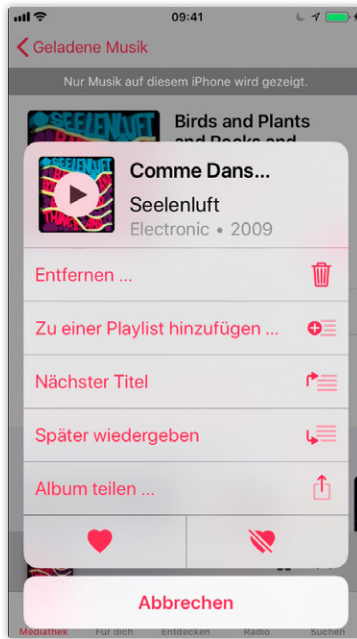 09:41
Geladene Musik
Nur Musik auf diesem iPhone wird gezeigt.
SEELENLUFT
Birds and Plants
and Rocks and
Comme Dans...
Seelenluft
Electronic • 2009
Entfernen ...
Zu einer Playlist hinzufügen ...
Nächster Titel
Später wiedergeben
Album teilen ...
Abbrechen
Mediathek Für dich Entdecken Radio Suchen